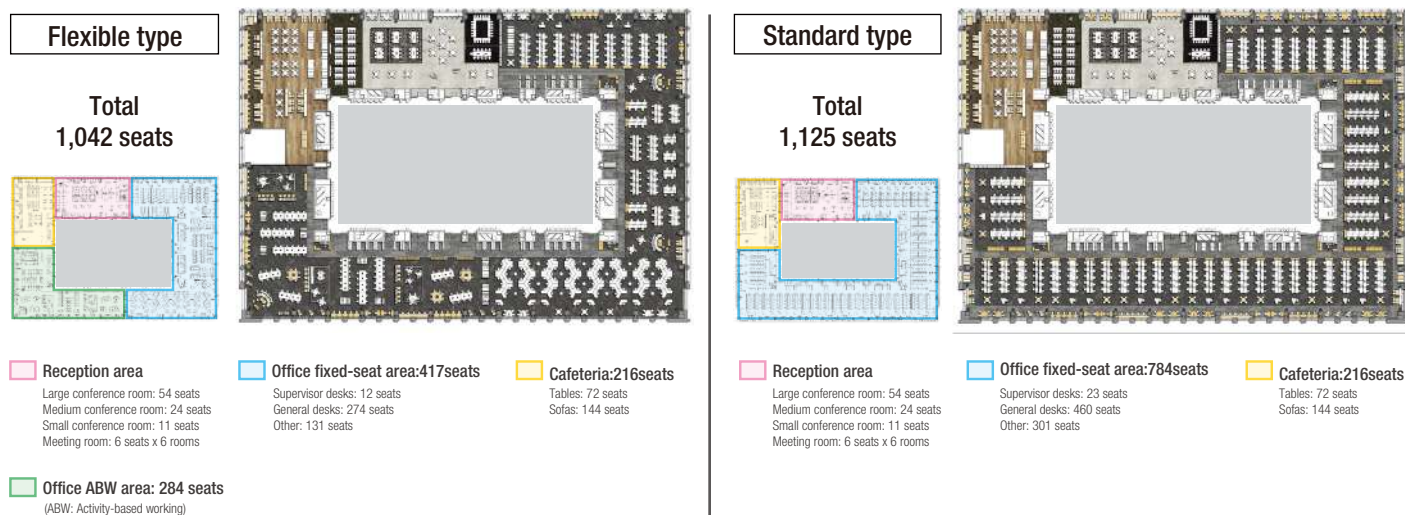 Flexible type
Total
1,042 seats
Reception area
Large conference room: 54 seats
Medium conference room: 24 seats
Small conference room: 11 seats
Meeting room: 6 seats x 6 rooms
Office fixed-seat area:417seats
Supervisor desks: 12 seats
General desks: 274 seats
Other: 131 seats
Cafeteria:216seats
Tables: 72 seats
Sofas: 144 seats
Office ABW area: 284 seats
(ABW: Activity-based working)
Standard type
Total
1,125 seats
Reception area
Large conference room: 54 seats
Medium conference room: 24 seats
Small conference room: 11 seats
Meeting room: 6 seats x 6 rooms
Office fixed-seat area:784seats
Supervisor desks: 23 seats
General desks: 460 seats
Other: 301 seats
Cafeteria:216seats
Tables: 72 seats
Sofas: 144 seats